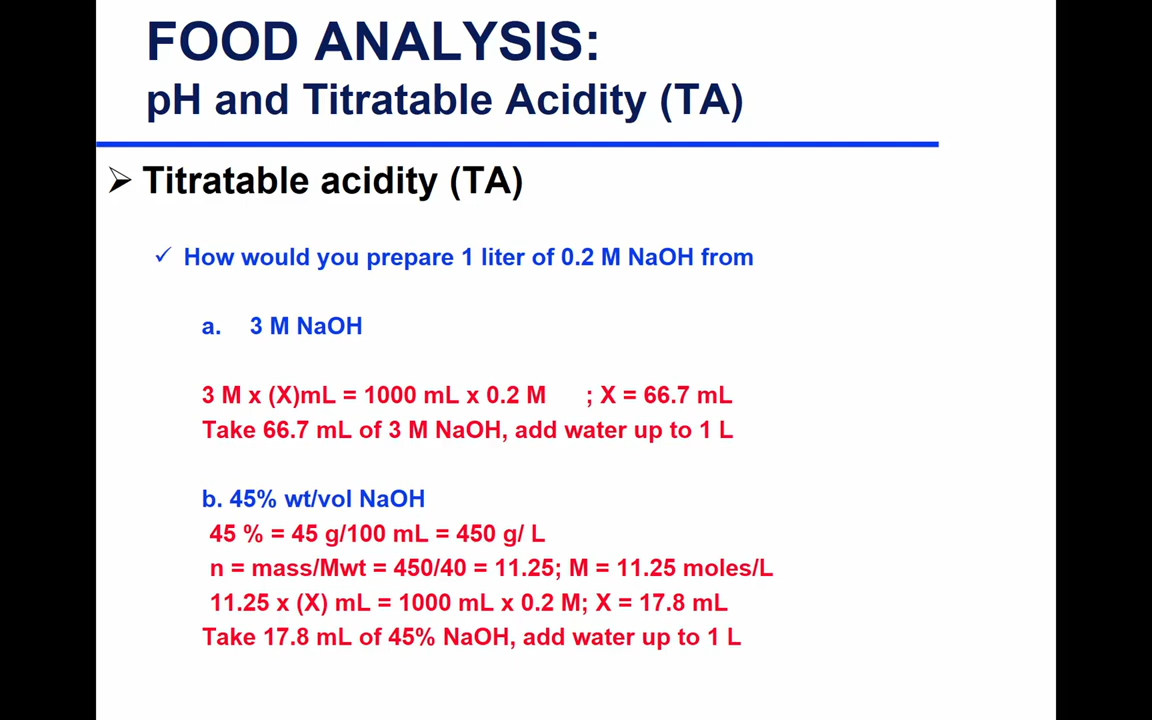 FOOD ANALYSIS:
pH and Titratable Acidity (TA)
➢ Titratable acidity (TA)
✓ How would you prepare 1 liter of 0.2 M NaOH from
a. 3 M NaOH
3 M x (X)mL = 1000 mL x 0.2 M ; X = 66.7 mL
Take 66.7 mL of 3 M NaOH, add water up to 1 L
b. 45% wt/vol NaOH
45 % = 45 g/100 mL = 450 g/ L
n = mass/Mwt = 450/40 = 11.25; M = 11.25 moles/L
11.25 x (X) mL = 1000 mL x 0.2 M; X = 17.8 mL
Take 17.8 mL of 45% NaOH, add water up to 1 L